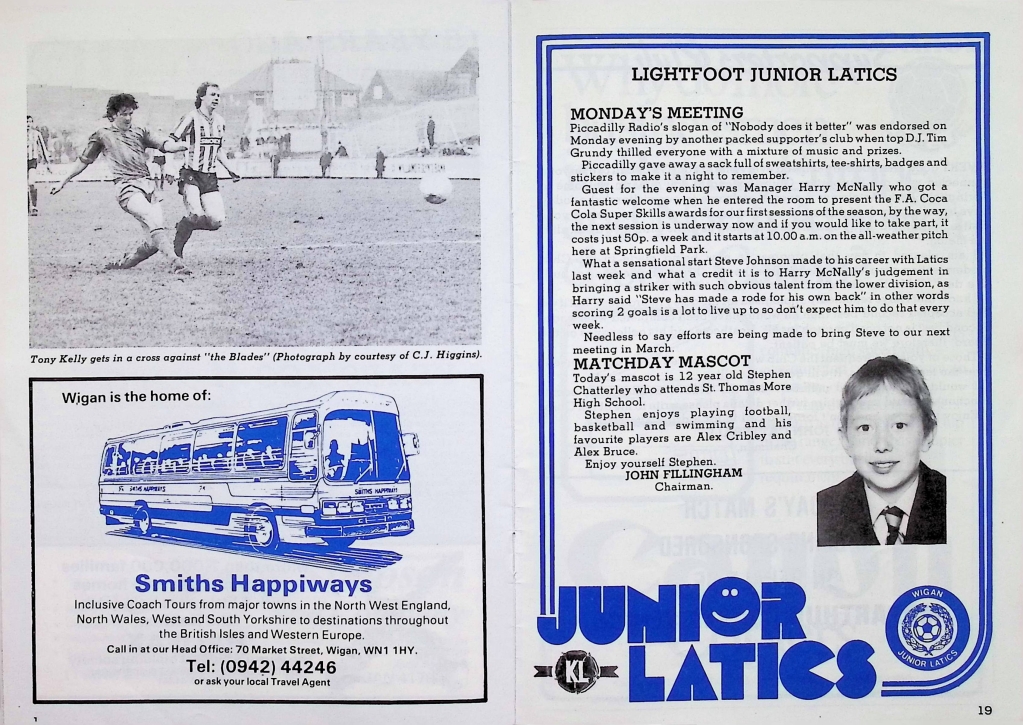 Tony Kelly gets in a cross against "the Blades" (Photograph by courtesy of C.J. Higgins).
Wigan is the home of:
SMITHS HAPPIWAYS
SMITHS HAPPIWAYS
Smiths Happiways
Inclusive Coach Tours from major towns in the North West England,
North Wales, West and South Yorkshire to destinations throughout
the British Isles and Western Europe.
Call in at our Head Office: 70 Market Street, Wigan, WN1 1HY.
Tel: (0942) 44246
or ask your local Travel Agent
LIGHTFOOT JUNIOR LATICS
MONDAY'S MEETING
Piccadilly Radio's slogan of "Nobody does it better" was endorsed on
Monday evening by another packed supporter's club when top D.J. Tim
Grundy thilled everyone with a mixture of music and prizes.
Piccadilly gave away a sack full of sweatshirts, tee-shirts, badges and
stickers to make it a night to remember.
Guest for the evening was Manager Harry McNally who got a
fantastic welcome when he entered the room to present the F.A. Coca
Cola Super Skills awards for our first sessions of the season, by the way,
the next session is underway now and if you would like to take part, it
costs just 50p. a week and it starts at 10.00 a.m. on the all-weather pitch
here at Springfield Park.
What a sensational start Steve Johnson made to his career with Latics
last week and what a credit it is to Harry McNally's judgement in
bringing a striker with such obvious talent from the lower division, as
Harry said "Steve has made a rode for his own back" in other words
scoring 2 goals is a lot to live up to so don't expect him to do that every
week.
Needless to say efforts are being made to bring Steve to our next
meeting in March.
MATCHDAY MASCOT
Today's mascot is 12 year old Stephen
Chatterley who attends St. Thomas More
High School.
Stephen enjoys playing football,
basketball and swimming and his
favourite players are Alex Cribley and
Alex Bruce.
Enjoy yourself Stephen.
JOHN FILLINGHAM
Chairman.
JUNIOR
LATICS
KL
WIGAN
JUNIOR LATICS
19